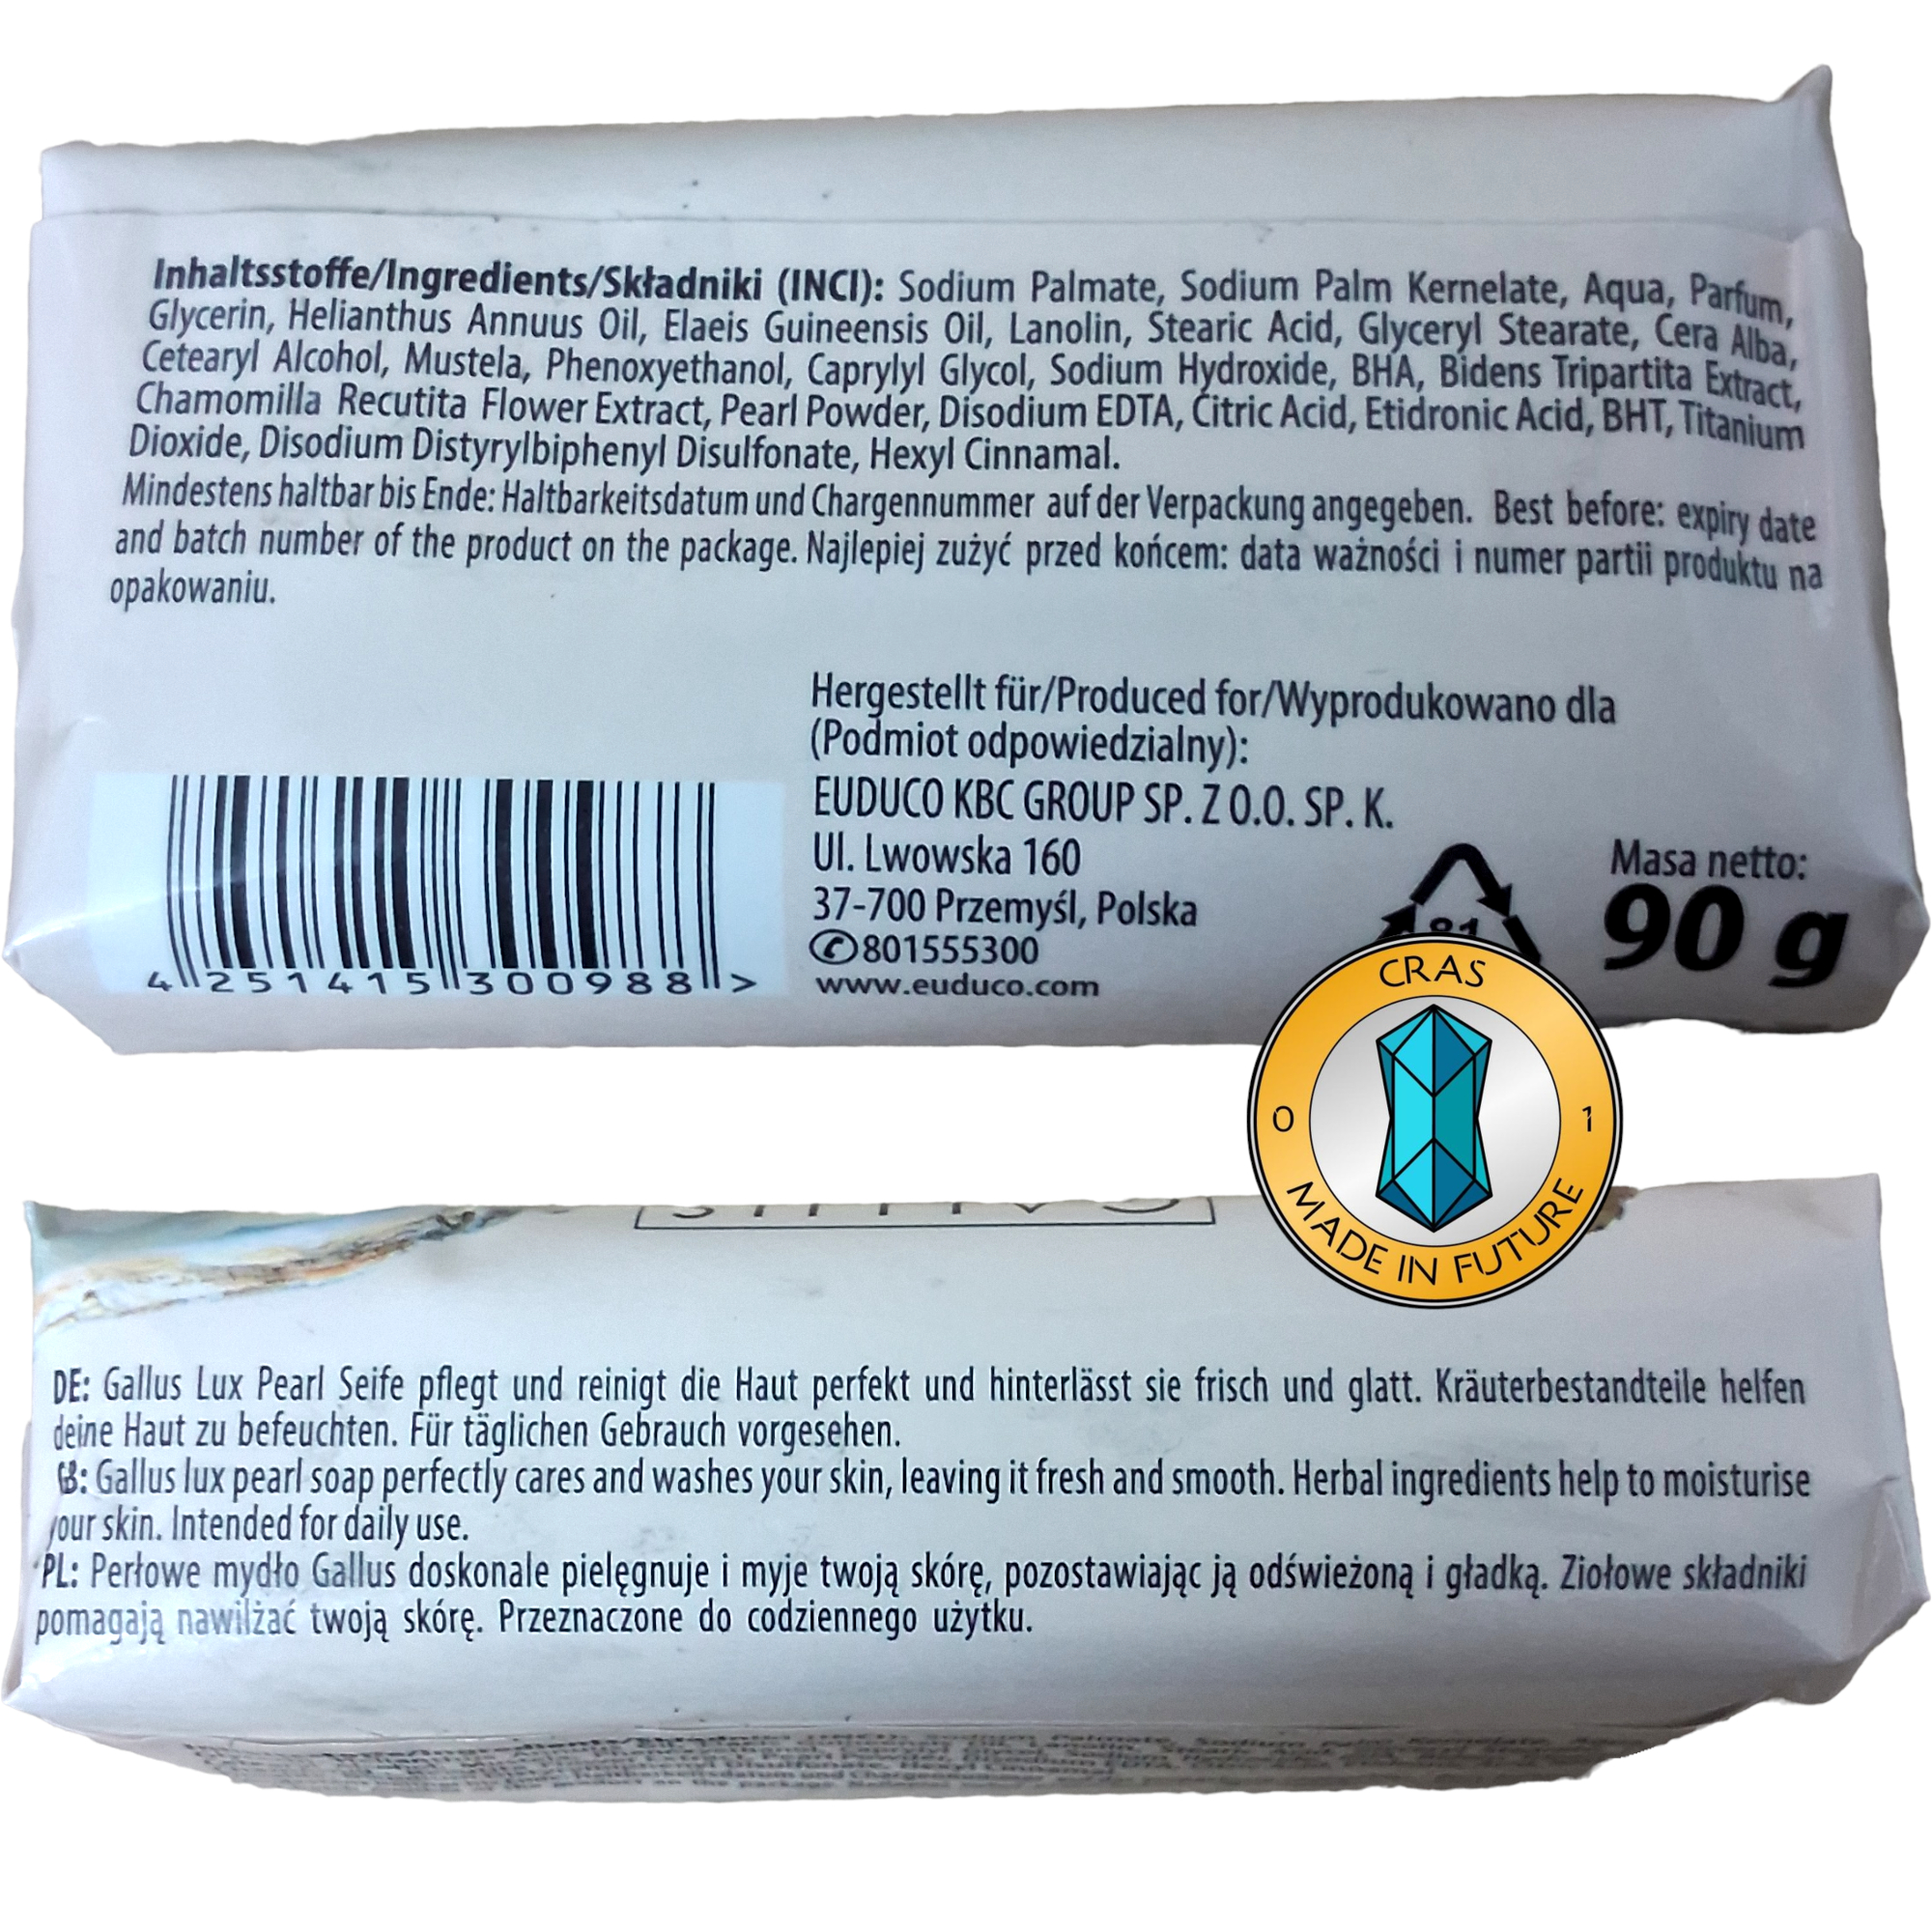 Inhaltsstoffe/Ingredients/Składniki (INCI): Sodium Palmate, Sodium Palm Kernelate, Aqua, Parfum,
Glycerin, Helianthus Annuus Oil, Elaeis Guineensis Oil, Lanolin, Stearic Acid, Glyceryl Stearate, Cera Alba,
Cetearyl Alcohol, Mustela, Phenoxyethanol, Caprylyl Glycol, Sodium Hydroxide, BHA, Bidens Tripartita Extract,
Chamomilla Recutita Flower Extract, Pearl Powder, Disodium EDTA, Citric Acid, Etidronic Acid, BHT, Titanium
Dioxide, Disodium Distyrylbiphenyl Disulfonate, Hexyl Cinnamal.
Mindestens haltbar bis Ende: Haltbarkeitsdatum und Chargennummer auf der Verpackung angegeben. Best before: expiry date
and batch number of the product on the package. Najlepiej zużyć przed końcem: data ważności i numer partii produktu na
opakowaniu.
Hergestellt für/Produced for/Wyprodukowano dla
(Podmiot odpowiedzialny):
EUDUCO KBC GROUP SP. Z O.O. SP. K.
Ul. Lwowska 160
37-700 Przemyśl, Polska
✆801555300
www.euduco.com
4 251415 300988 >
Masa netto:
90 g
CRAS
0 1
MADE IN FUTURE
DE: Gallus Lux Pearl Seife pflegt und reinigt die Haut perfekt und hinterlässt sie frisch und glatt. Kräuterbestandteile helfen
deine Haut zu befeuchten. Für täglichen Gebrauch vorgesehen.
GB: Gallus lux pearl soap perfectly cares and washes your skin, leaving it fresh and smooth. Herbal ingredients help to moisturise
your skin. Intended for daily use.
PL: Perłowe mydło Gallus doskonale pielęgnuje i myje twoją skórę, pozostawiając ją odświeżoną i gładką. Ziołowe składniki
pomagają nawilżać twoją skórę. Przeznaczone do codziennego użytku.